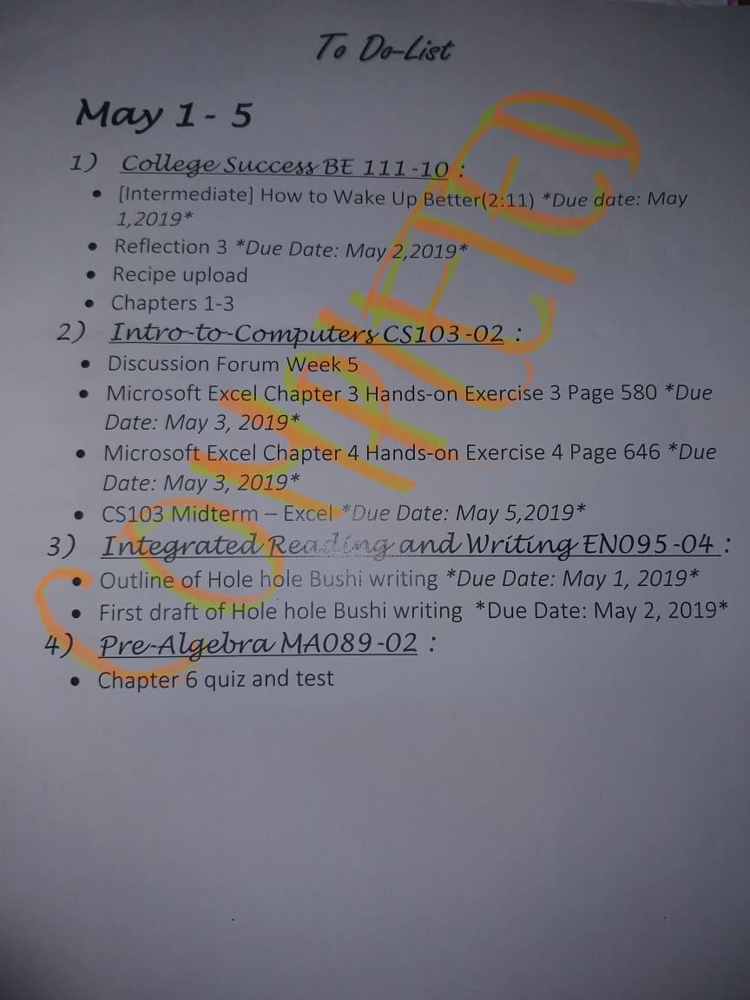 To Do-List
May 1 - 5
1) College Success BE 111-10 :
• [Intermediate] How to Wake Up Better(2:11) *Due date: May
1,2019*
• Reflection 3 *Due Date: May 2,2019*
• Recipe upload
• Chapters 1-3
2) Intro-to-Computers CS103-02 :
• Discussion Forum Week 5
• Microsoft Excel Chapter 3 Hands-on Exercise 3 Page 580 *Due
Date: May 3, 2019*
• Microsoft Excel Chapter 4 Hands-on Exercise 4 Page 646 *Due
Date: May 3, 2019*
• CS103 Midterm – Excel *Due Date: May 5,2019*
3) Integrated Reading and Writing EN095-04 :
• Outline of Hole hole Bushi writing *Due Date: May 1, 2019*
• First draft of Hole hole Bushi writing *Due Date: May 2, 2019*
4) Pre-Algebra MA089-02 :
• Chapter 6 quiz and test
COMPLETED